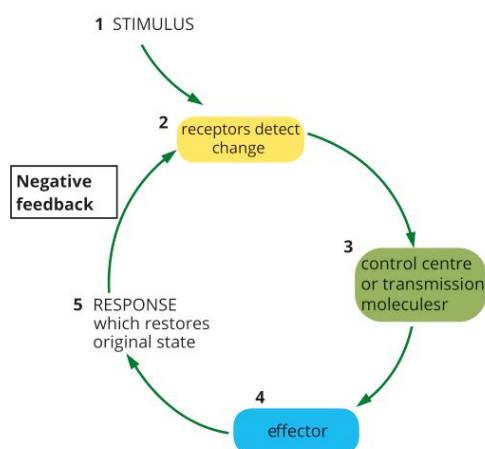 1 STIMULUS
2
receptors detect
change
Negative
feedback
3
control centre
or transmission
moleculesr
5 RESPONSE
which restores
original state
4
effector